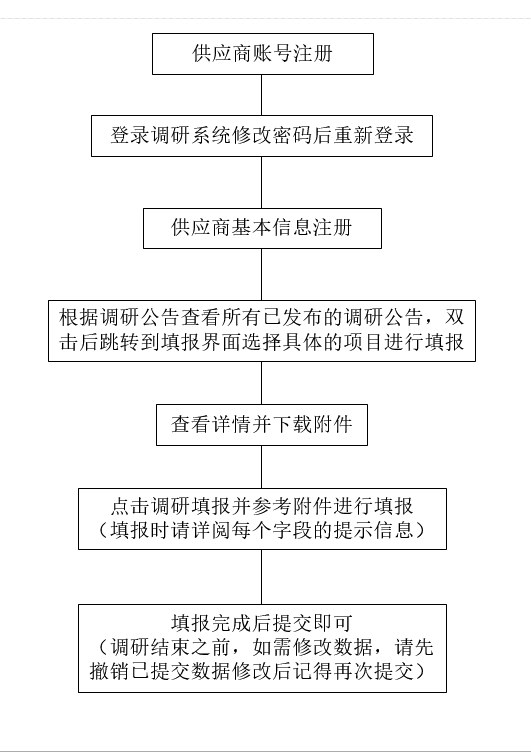 供应商账号注册
登录调研系统修改密码后重新登录
供应商基本信息注册
根据调研公告查看所有已发布的调研公告，双
击后跳转到填报界面选择具体的项目进行填报
查看详情并下载附件
点击调研填报并参考附件进行填报
（填报时请详阅每个字段的提示信息）
填报完成后提交即可
（调研结束之前，如需修改数据，请先
撤销已提交数据修改后记得再次提交）